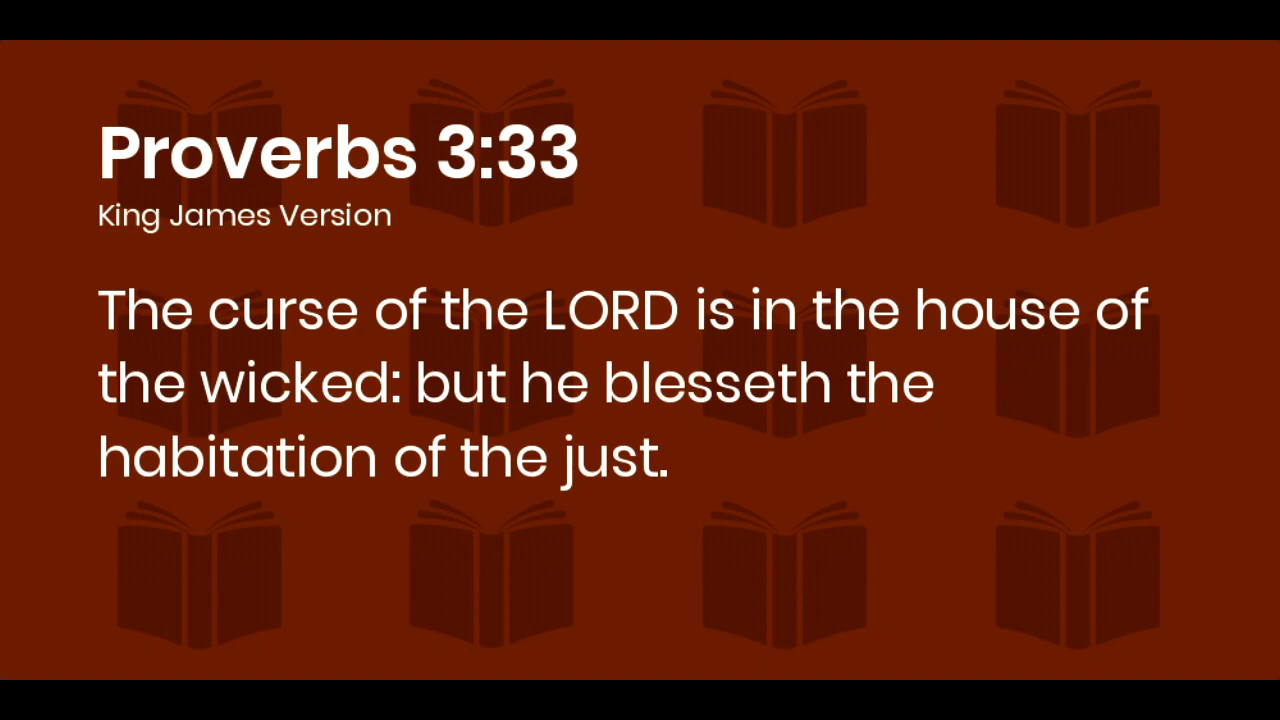 Proverbs 3:33
King James Version
The curse of the LORD is in the house of
the wicked: but he blesseth the
habitation of the just.